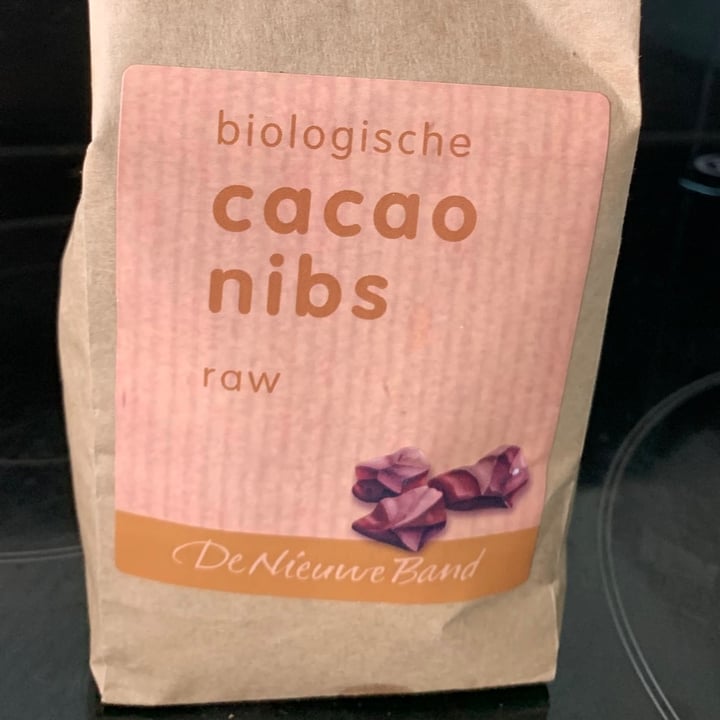 biologische
cacao
nibs
raw
De Nieuwe Band